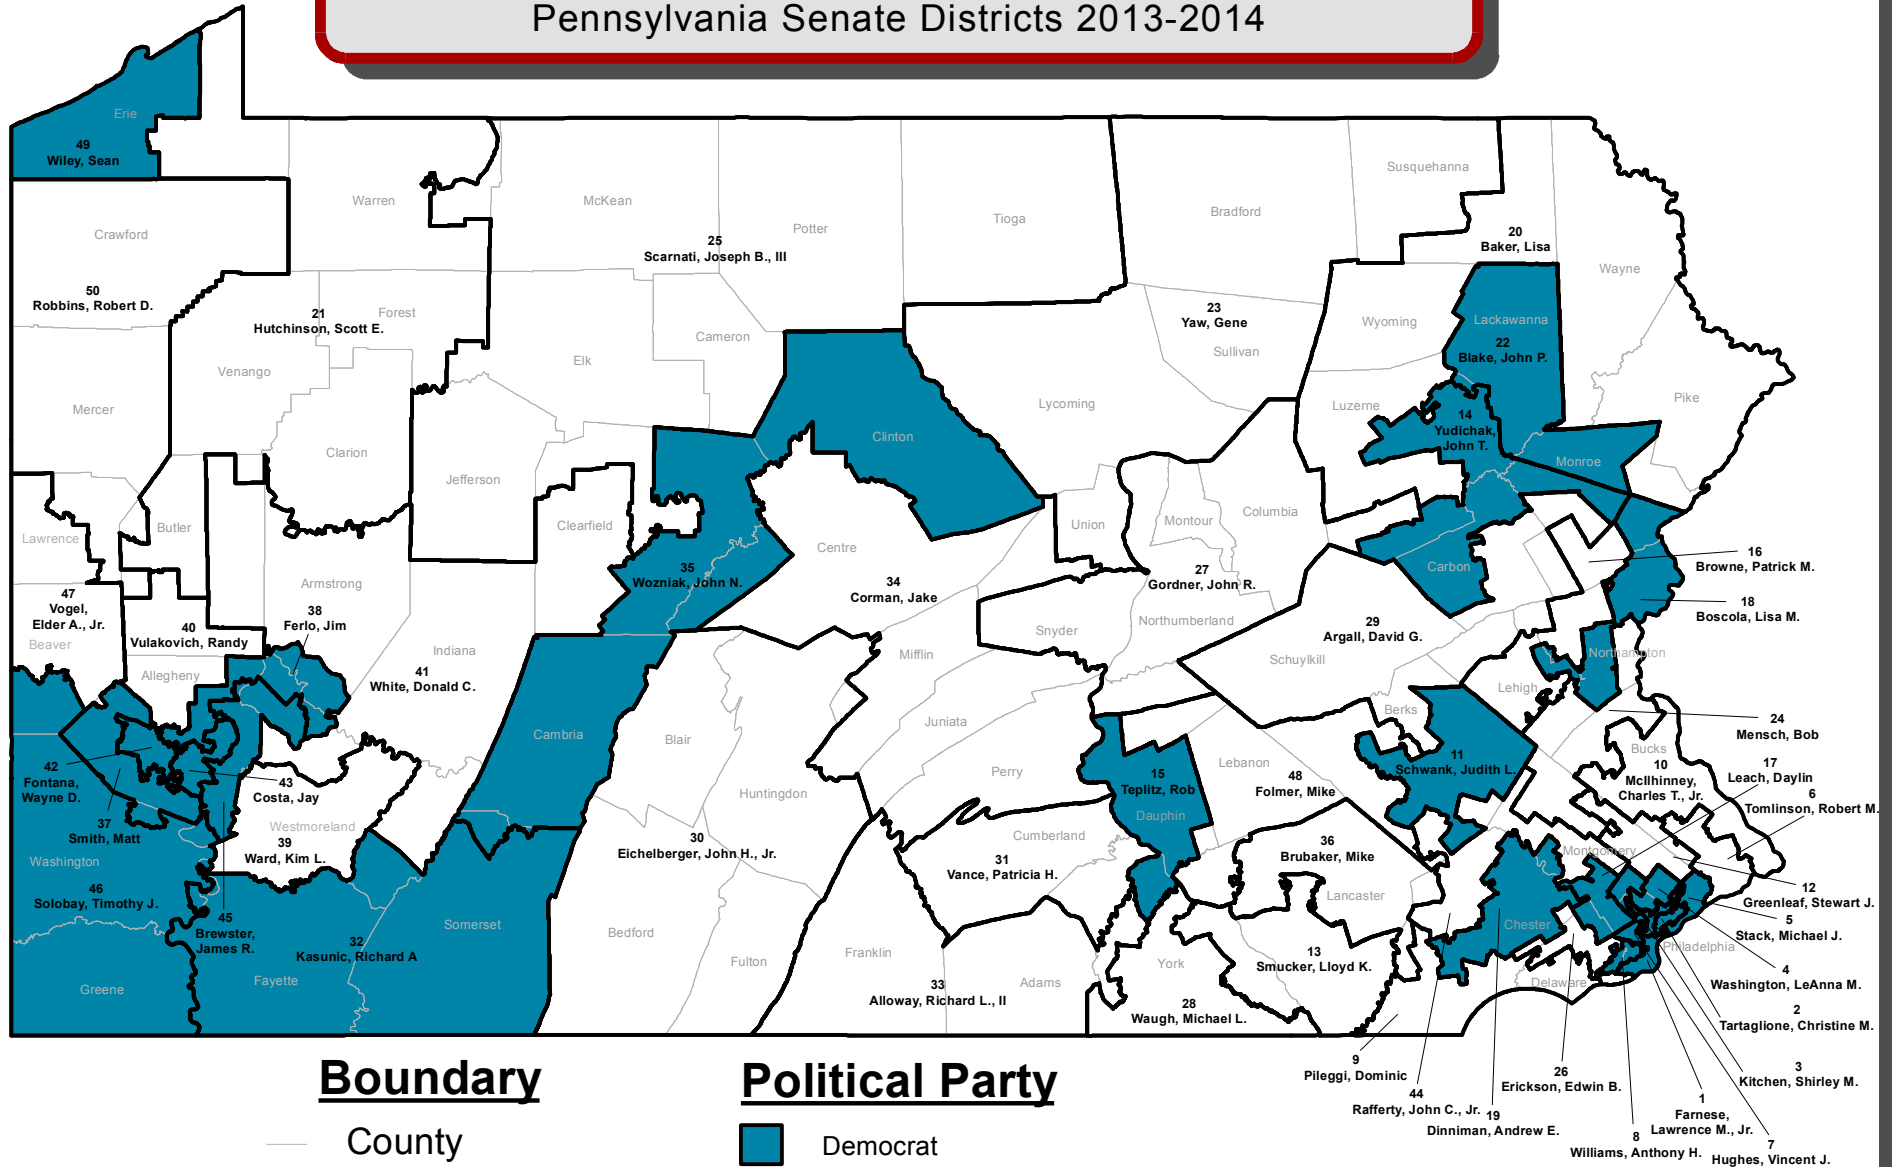 Pennsylvania Senate Districts 2013-2014
Erie
49
Wiley, Sean
Crawford
50
Robbins, Robert D.
Mercer
Warren
McKean
Potter
Tioga
Bradford
Susquehanna
20
Baker, Lisa
Wayne
25
Scarnati, Joseph B., III
21
Hutchinson, Scott E.
Forest
Venango
Elk
Cameron
23
Yaw, Gene
Sullivan
Wyoming
Lackawanna
22
Blake, John P.
Pike
Clarion
Jefferson
Clinton
Lycoming
Luzerne
14
Yudichak,
John T.
Monroe
Lawrence
Butler
Clearfield
Centre
Union
Montour
Columbia
Armstrong
35
Wozniak, John N.
34
Corman, Jake
27
Gordner, John R.
Carbon
16
Browne, Patrick M.
18
Boscola, Lisa M.
47
Vogel,
Elder A., Jr.
Beaver
40
Vulakovich, Randy
38
Ferlo, Jim
Allegheny
Indiana
41
White, Donald C.
Snyder
Northumberland
Mifflin
29
Argall, David G.
Schuylkill
Northampton
Lehigh
Berks
24
Mensch, Bob
Cambria
Blair
Juniata
Huntingdon
Perry
Lebanon
48
Folmer, Mike
11
Schwank, Judith L.
Bucks
10
McIlhinney,
Charles T., Jr.
17
Leach, Daylin
6
Tomlinson, Robert M.
42
Fontana,
Wayne D.
43
Costa, Jay
37
Smith, Matt
Westmoreland
39
Ward, Kim L.
15
Teplitz, Rob
Dauphin
Cumberland
31
Vance, Patricia H.
30
Eichelberger, John H., Jr.
36
Brubaker, Mike
Lancaster
Montgomery
12
Greenleaf, Stewart J.
5
Stack, Michael J.
Washington
46
Solobay, Timothy J.
45
Brewster,
James R.
32
Kasunic, Richard A
Somerset
Bedford
Fulton
Franklin
Adams
York
13
Smucker, Lloyd K.
Chester
Delaware
Philadelphia
4
Washington, LeAnna M.
Greene
Fayette
33
Alloway, Richard L., II
28
Waugh, Michael L.
2
Tartaglione, Christine M.
9
Pileggi, Dominic
44
Rafferty, John C., Jr.
19
Dinniman, Andrew E.
26
Erickson, Edwin B.
3
Kitchen, Shirley M.
1
Farnese,
Lawrence M., Jr.
8
Williams, Anthony H.
7
Hughes, Vincent J.
Boundary
County
Political Party
Democrat